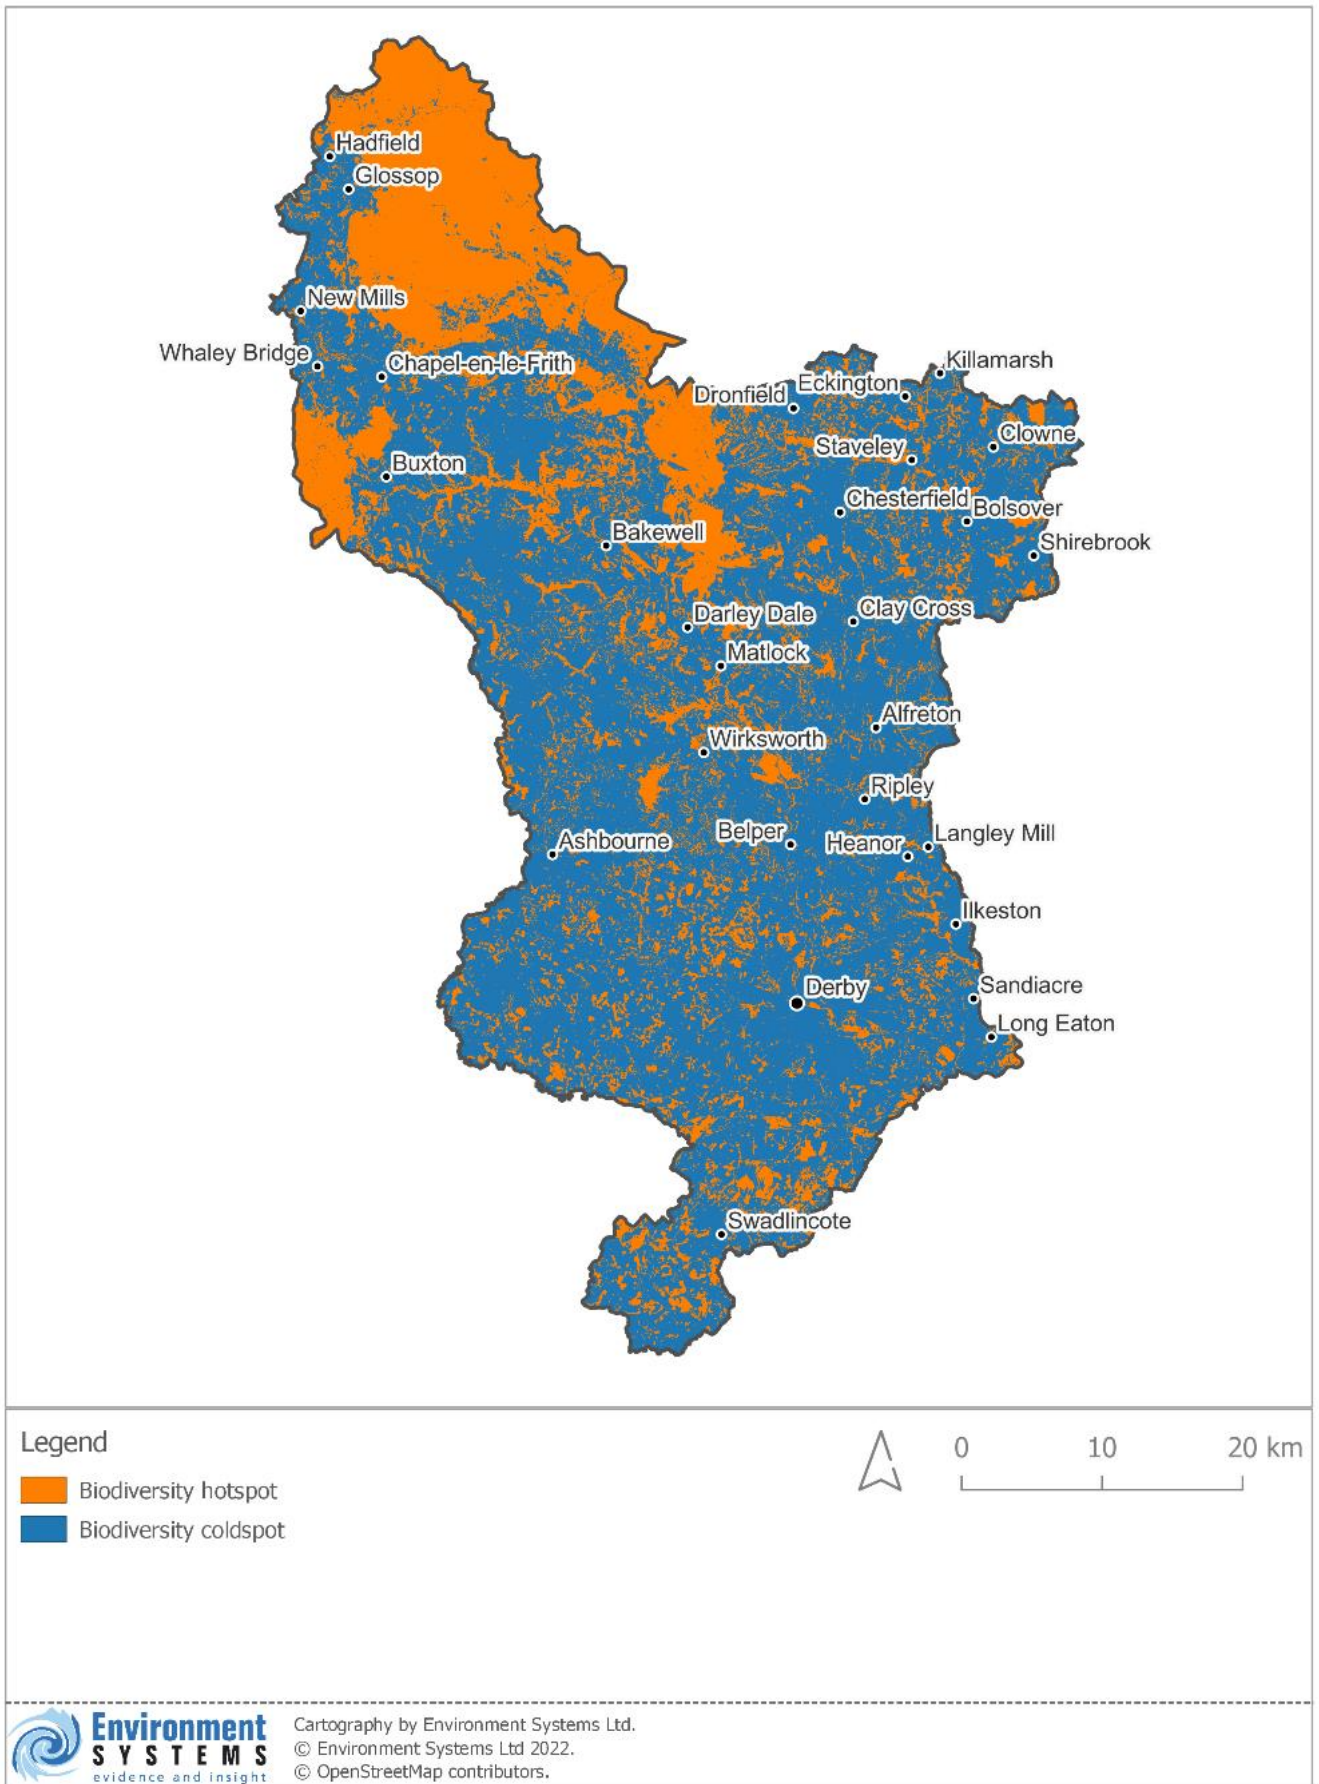 Hadfield
Glossop
New Mills
Whaley Bridge
Chapel-en-le-Frith
Killamarsh
Dronfield
Eckington
Clowne
Staveley
Buxton
Chesterfield
Bolsover
Bakewell
Shirebrook
Darley Dale
Clay Cross
Matlock
Alfreton
Wirksworth
Ripley
Ashbourne
Belper
Heanor
Langley Mill
Ilkeston
Derby
Sandiacre
Long Eaton
Swadlincote
Legend
0 10 20 km
Biodiversity hotspot
Biodiversity coldspot
Environment
SYSTEMS
evidence and insight
Cartography by Environment Systems Ltd.
© Environment Systems Ltd 2022.
© OpenStreetMap contributors.